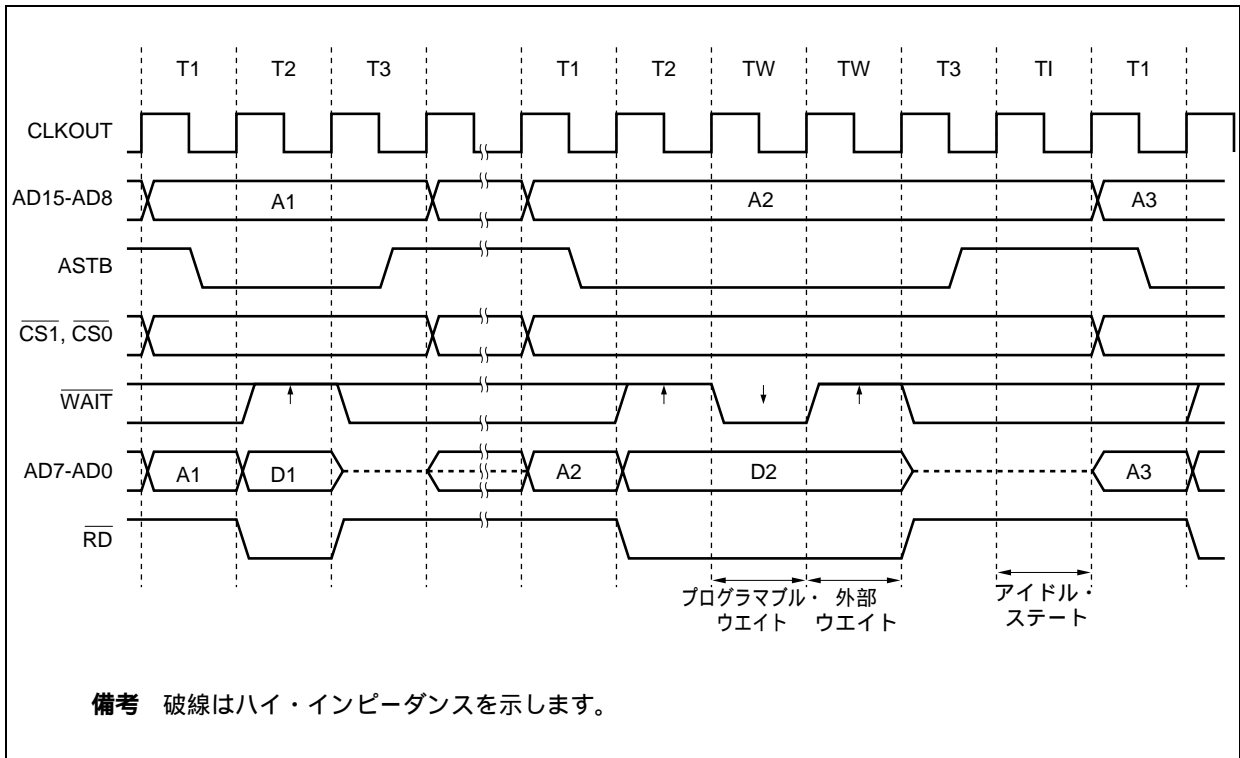 T1 T2 T3 T1 T2 TW TW T3 TI T1
CLKOUT
AD15-AD8 A1 A2 A3
ASTB
CS1, CS0
WAIT
AD7-AD0 A1 D1 A2 D2 A3
RD
プログラマブル・ 外部 アイドル・
ウエイト ウエイト ステート
備考 破線はハイ・インピーダンスを示します。